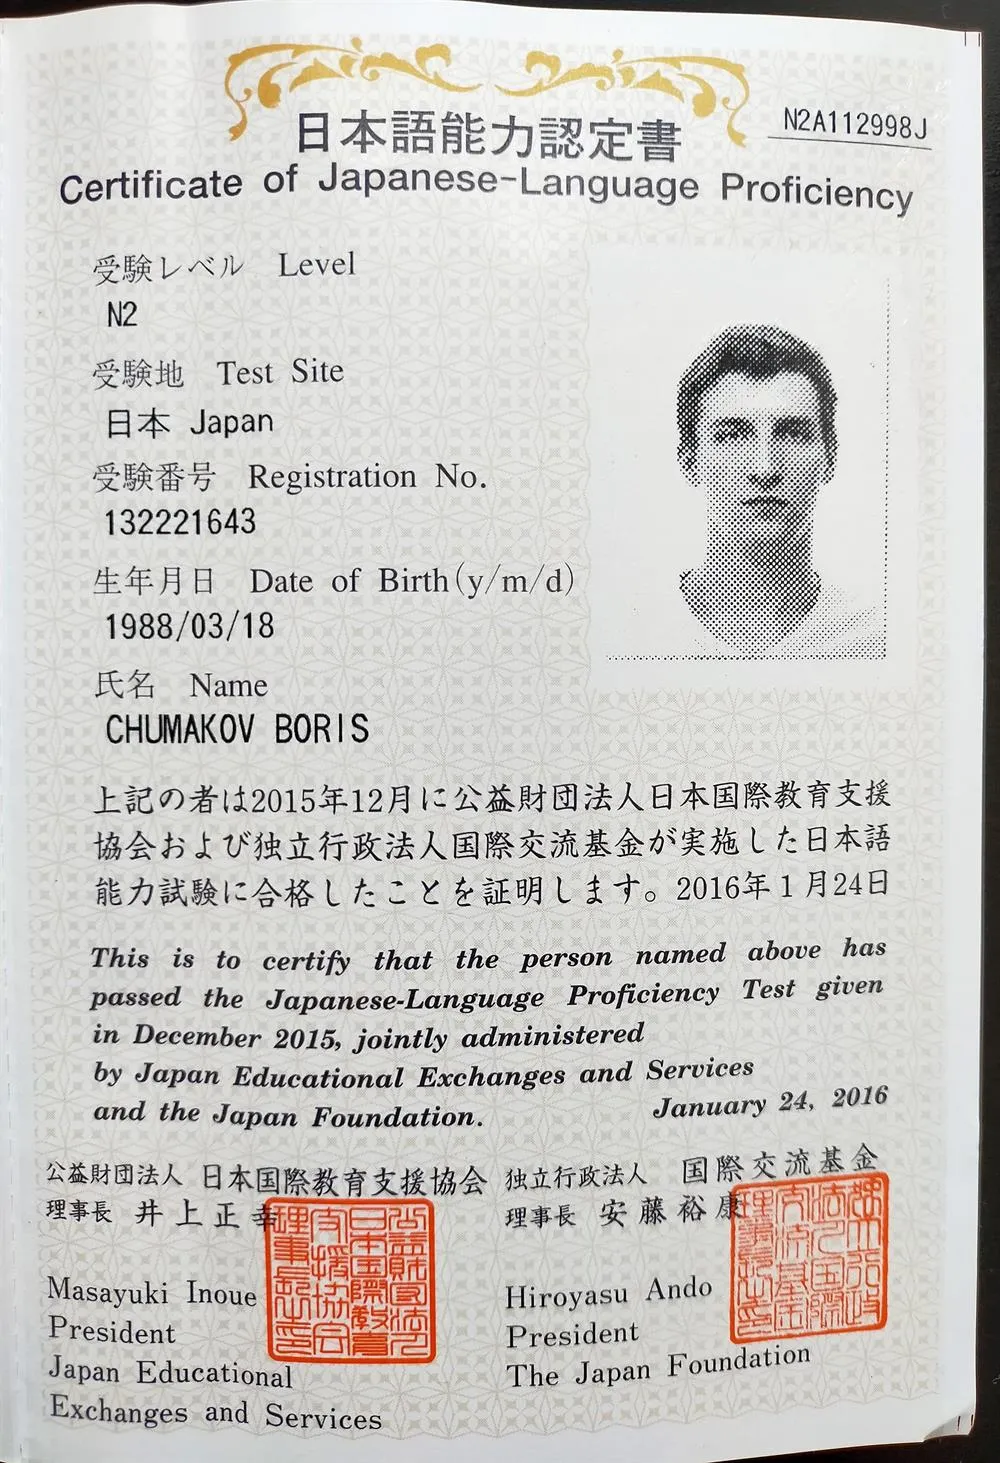 日本語能力認定書
N2A112998J
Certificate of Japanese-Language Proficiency
受験レベル Level
N2
受験地 Test Site
日本 Japan
受験番号 Registration No.
132221643
生年月日 Date of Birth(y/m/d)
1988/03/18
氏名 Name
CHUMAKOV BORIS
上記の者は2015年12月に公益財団法人日本国際教育支援
協会および独立行政法人国際交流基金が実施した日本語
能力試験に合格したことを証明します。2016年1月24日
This is to certify that the person named above has
passed the Japanese-Language Proficiency Test given
in December 2015, jointly administered
by Japan Educational Exchanges and Services
and the Japan Foundation. January 24, 2016
公益財団法人 日本国際教育支援協会
理事長 井上正幸
Masayuki Inoue
President
Japan Educational
Exchanges and Services
独立行政法人 国際交流基金
理事長 安藤裕康
Hiroyasu Ando
President
The Japan Foundation